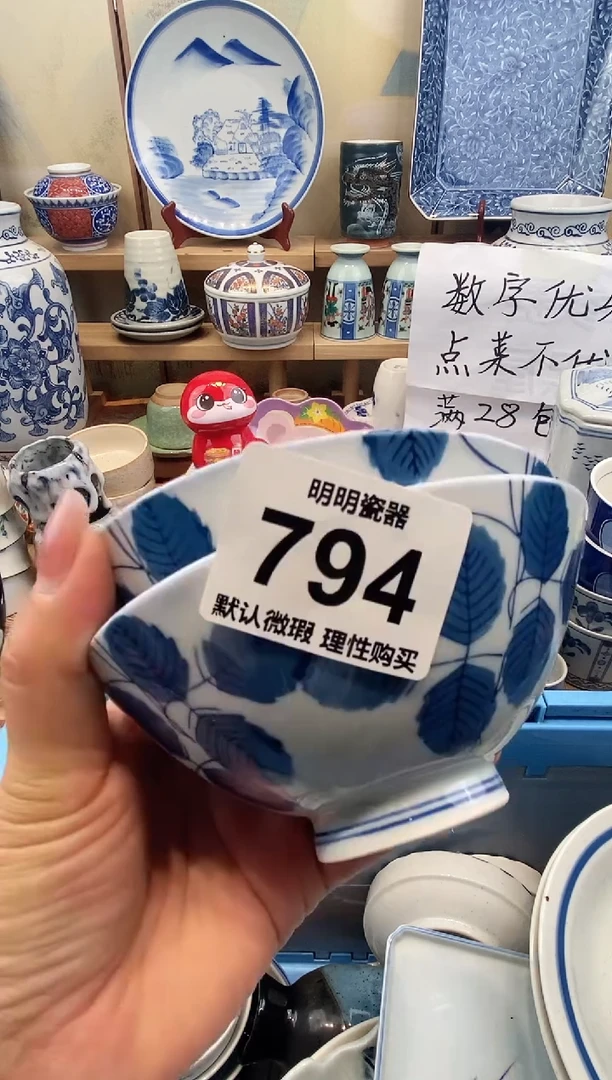 数字优
点菜不
满28包
明明瓷器
794
默认微瑕 理性购买